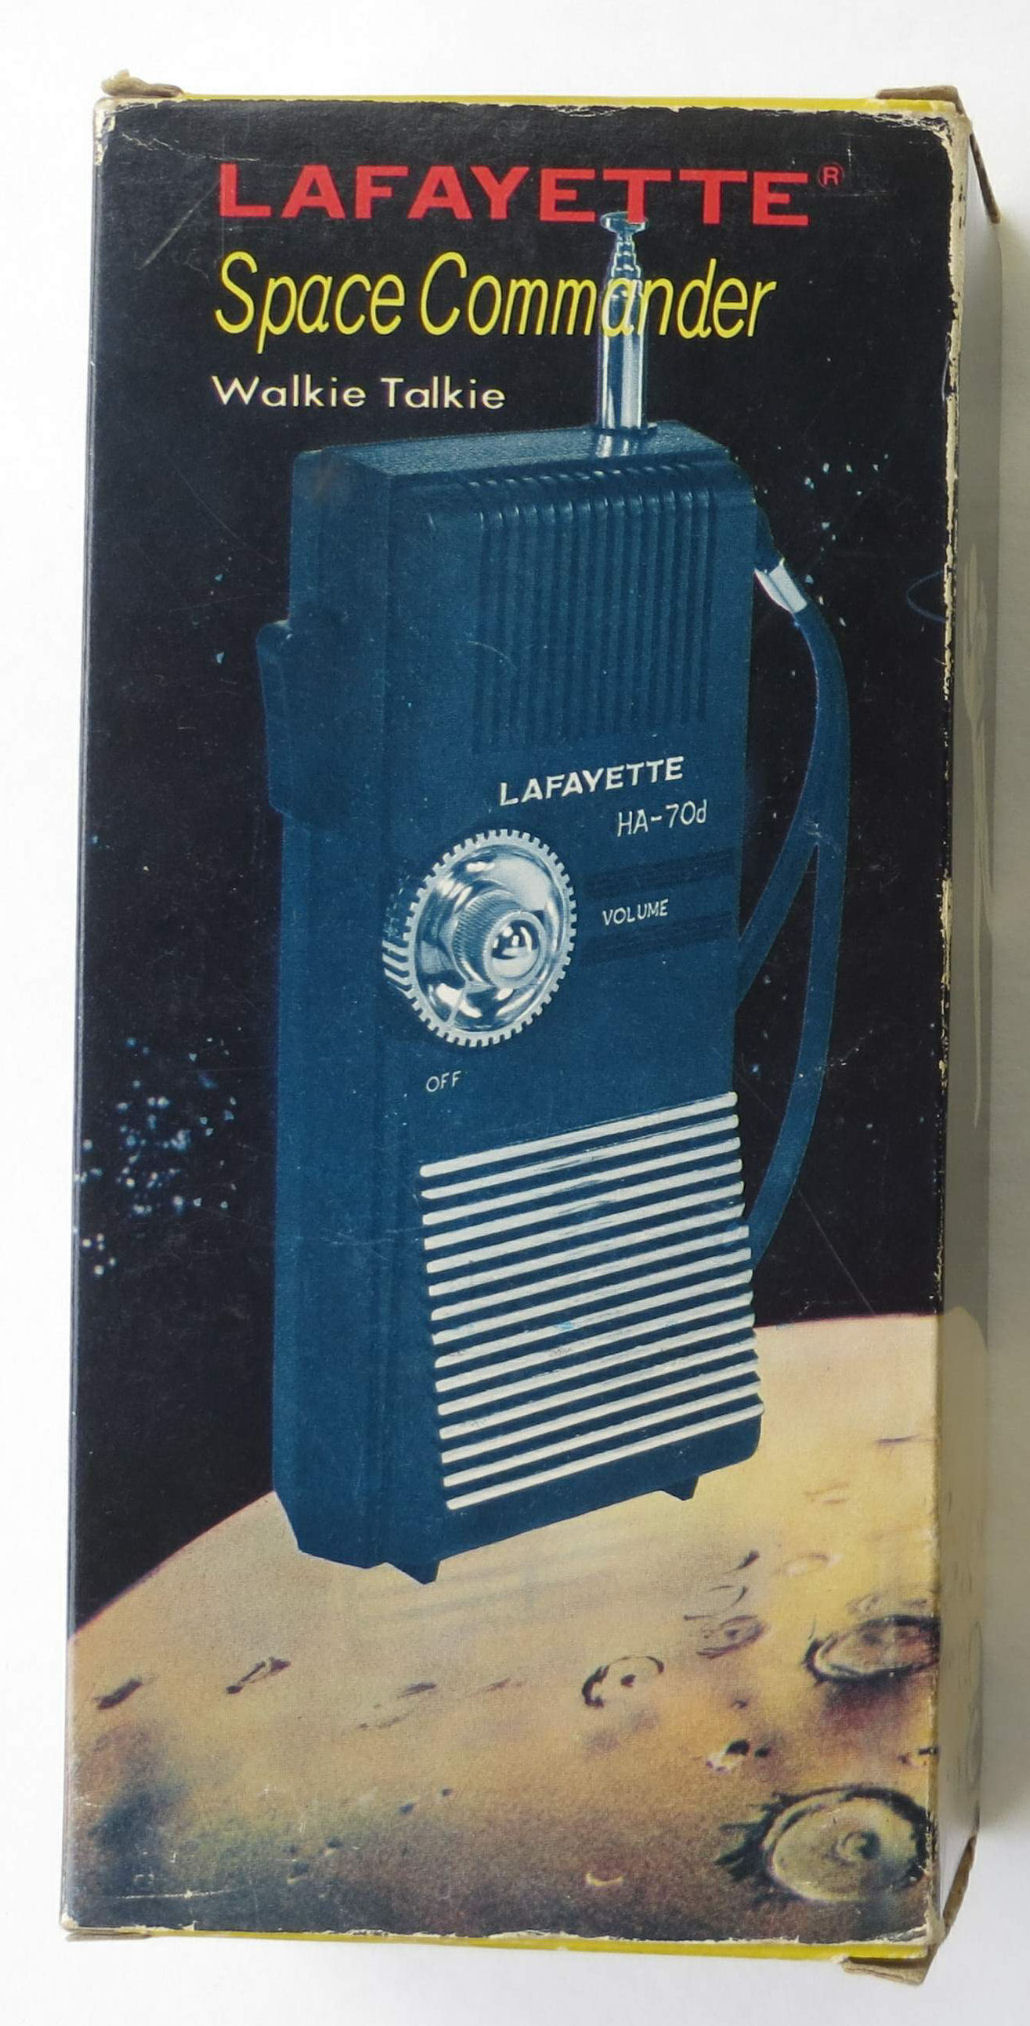 LAFAYETTE®
Space Commander
Walkie Talkie
LAFAYETTE
HA-70d
VOLUME
OFF